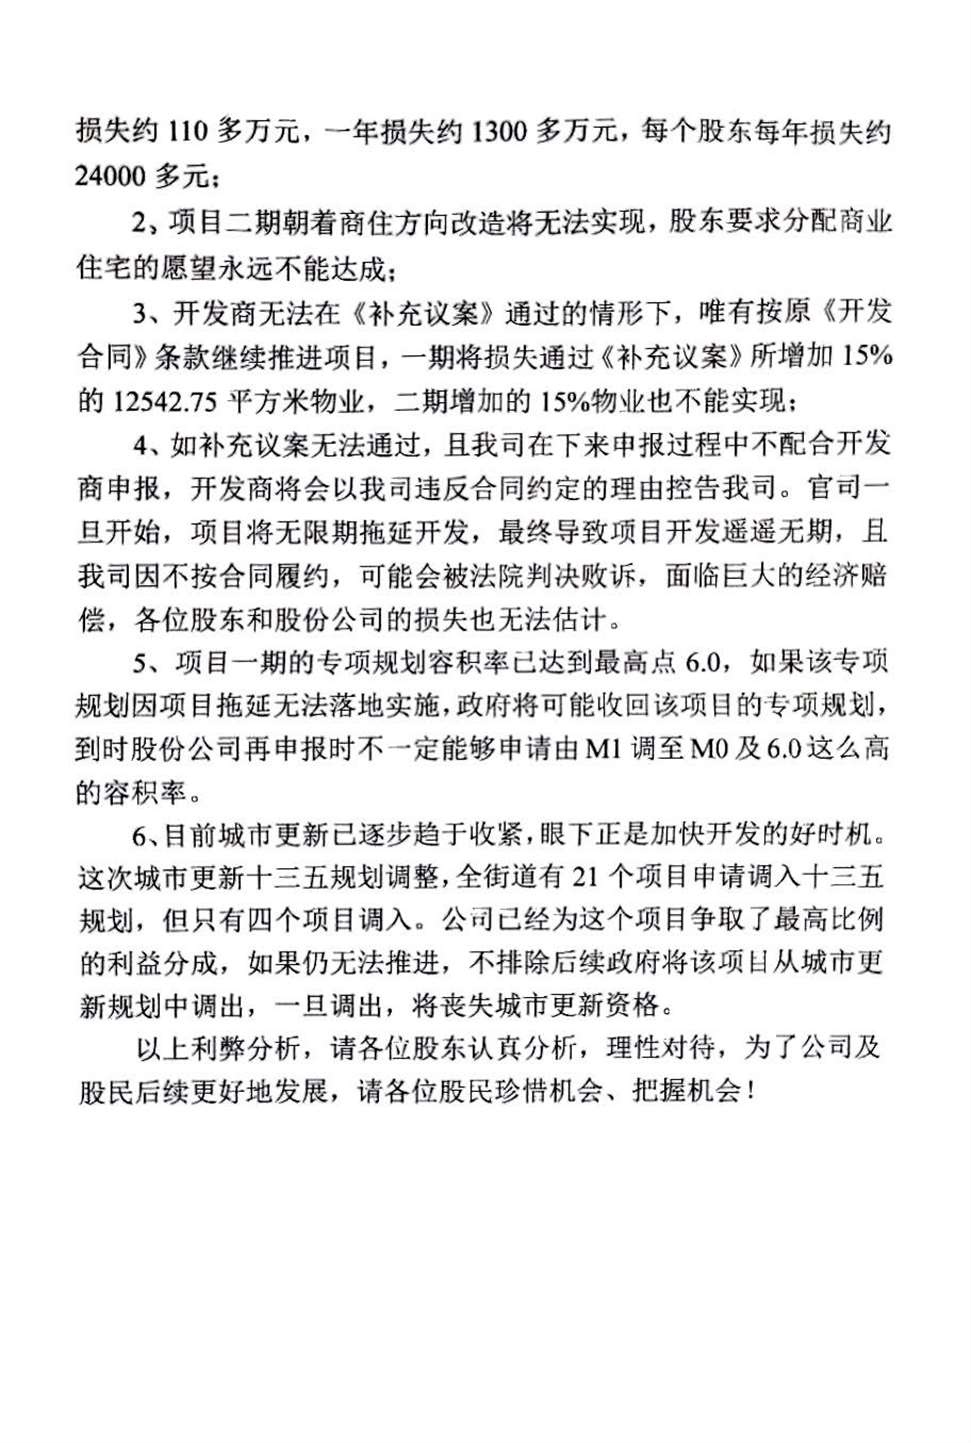 损失约 110 多万元，一年损失约 1300 多万元，每个股东每年损失约
24000 多元；
2、项目二期朝着商住方向改造将无法实现，股东要求分配商业
住宅的愿望永远不能达成；
3、开发商无法在《补充议案》通过的情形下，唯有按原《开发
合同》条款继续推进项目，一期将损失通过《补充议案》所增加 15%
的 12542.75 平方米物业，二期增加的 15%物业也不能实现；
4、如补充议案无法通过，且我司在下来申报过程中不配合开发
商申报，开发商将会以我司违反合同约定的理由控告我司。官司一
旦开始，项目将无限期拖延开发，最终导致项目开发遥遥无期，且
我司因不按合同履约，可能会被法院判决败诉，面临巨大的经济赔
偿，各位股东和股份公司的损失也无法估计。
5、项目一期的专项规划容积率已达到最高点 6.0，如果该专项
规划因项目拖延无法落地实施，政府将可能收回该项目的专项规划，
到时股份公司再申报时不一定能够申请由 M1 调至 M0 及 6.0 这么高
的容积率。
6、目前城市更新已逐步趋于收紧，眼下正是加快开发的好时机。
这次城市更新十三五规划调整，全街道有 21 个项目申请调入十三五
规划，但只有四个项目调入。公司已经为这个项目争取了最高比例
的利益分成，如果仍无法推进，不排除后续政府将该项目从城市更
新规划中调出，一旦调出，将丧失城市更新资格。
以上利弊分析，请各位股东认真分析，理性对待，为了公司及
股民后续更好地发展，请各位股民珍惜机会、把握机会！